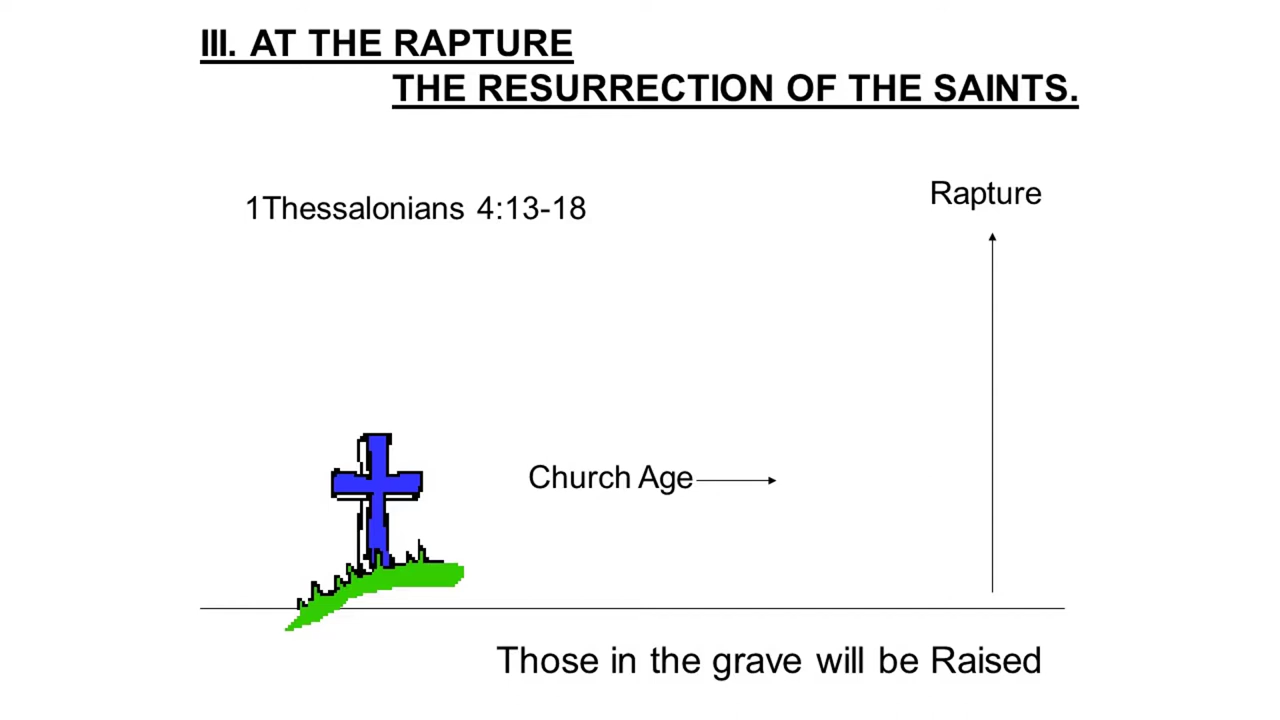 III. AT THE RAPTURE
THE RESURRECTION OF THE SAINTS.
1Thessalonians 4:13-18
Rapture
Church Age
Those in the grave will be Raised